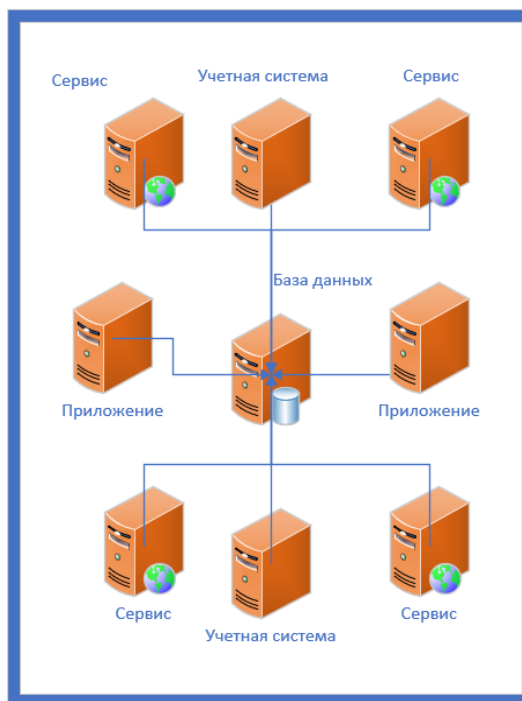 Сервис
Учетная система
Сервис
База данных
Приложение
Приложение
Сервис
Учетная система
Сервис